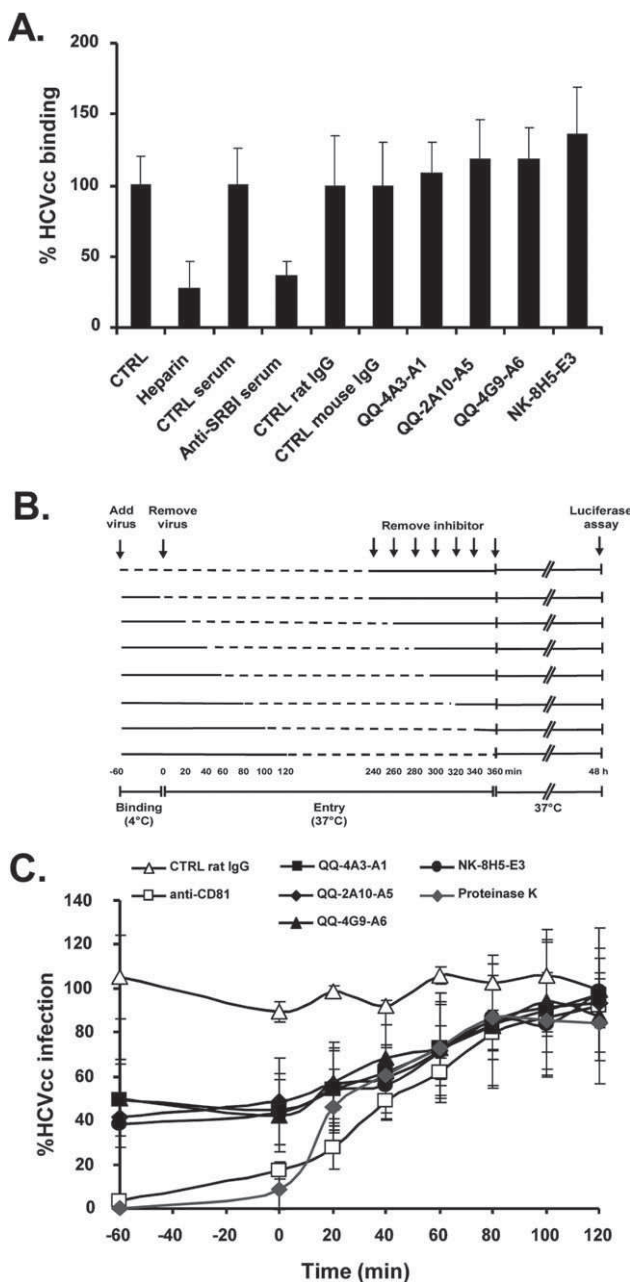 A.
% HCVcc binding
200
150
100
50
0
CTRL
Heparin
CTRL serum
Anti-SRBI serum
CTRL rat IgG
CTRL mouse IgG
QQ-4A3-A1
QQ-2A10-A5
QQ-4G9-A6
NK-8H5-E3
B.
Add virus
Remove virus
Remove inhibitor
Luciferase assay
-60 0 20 40 60 80 100 120 240 260 280 300 320 340 360 min 48 h
Binding (4°C)
Entry (37°C)
37°C
C.
CTRL rat IgG
QQ-4A3-A1
NK-8H5-E3
anti-CD81
QQ-2A10-A5
Proteinase K
QQ-4G9-A6
%HCVcc infection
140
120
100
80
60
40
20
0
-60 -40 -20 0 20 40 60 80 100 120
Time (min)